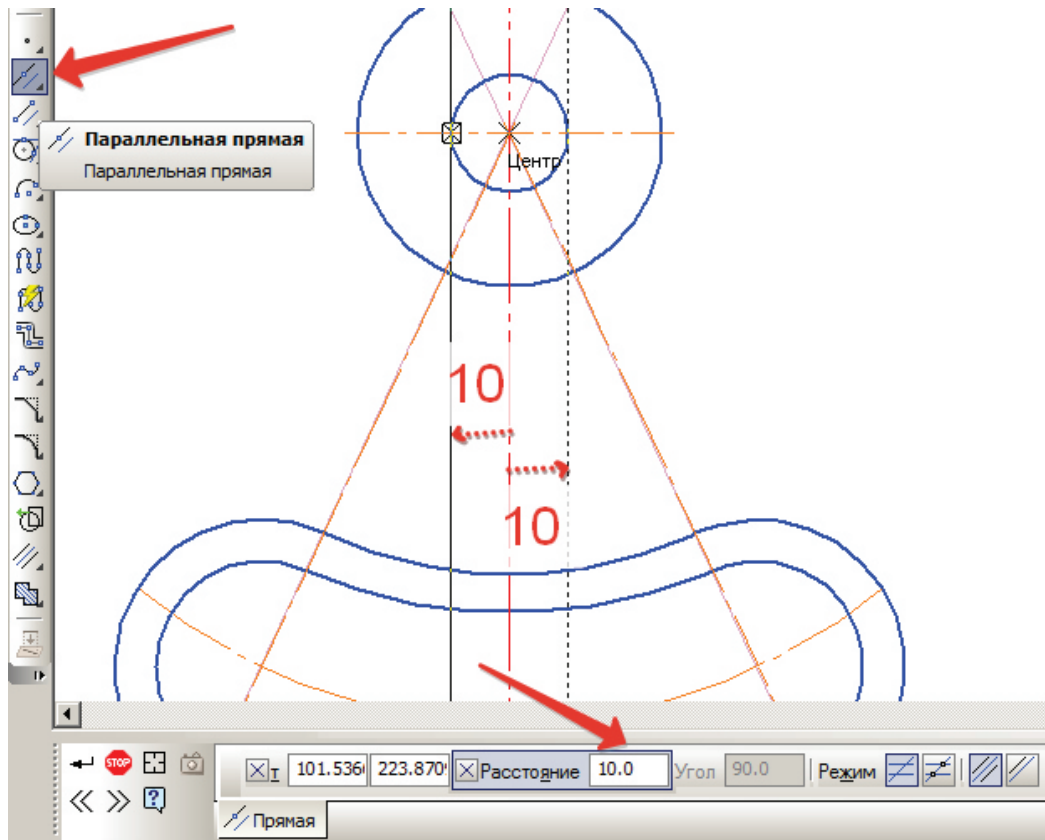 Параллельная прямая
Параллельная прямая
Центр
10
10
STOP
т 101.536 223.870 Расстояние 10.0 Угол 90.0 Режим
Прямая